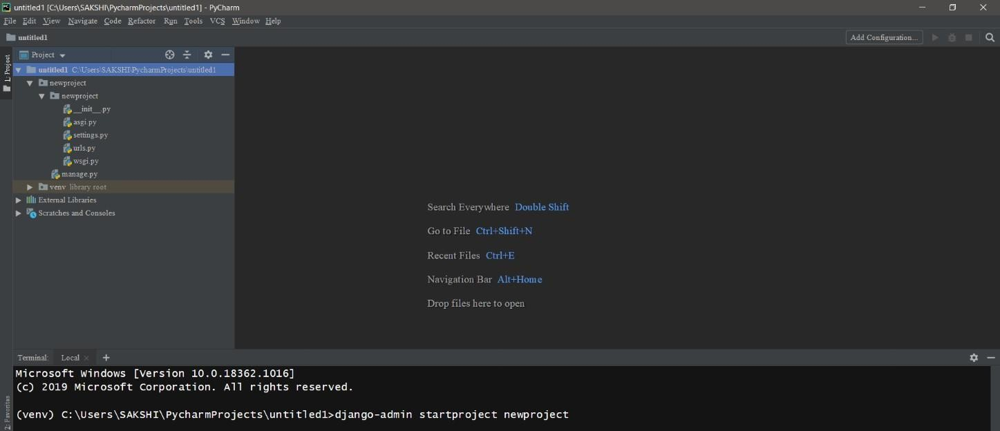 untitled1 [C:\Users\SAKSHI\PycharmProjects\untitled1] - PyCharm
File Edit View Navigate Code Refactor Run Tools VCS Window Help
untitled1
Add Configuration...
Project
1: Project
untitled1 C:\Users\SAKSHI\PycharmProjects\untitled1
newproject
newproject
__init__.py
asgi.py
settings.py
urls.py
wsgi.py
manage.py
venv library root
External Libraries
Scratches and Consoles
Search Everywhere Double Shift
Go to File Ctrl+Shift+N
Recent Files Ctrl+E
Navigation Bar Alt+Home
Drop files here to open
Terminal: Local × +
Microsoft Windows [Version 10.0.18362.1016]
(c) 2019 Microsoft Corporation. All rights reserved.
(venv) C:\Users\SAKSHI\PycharmProjects\untitled1>django-admin startproject newproject
2: Favorites